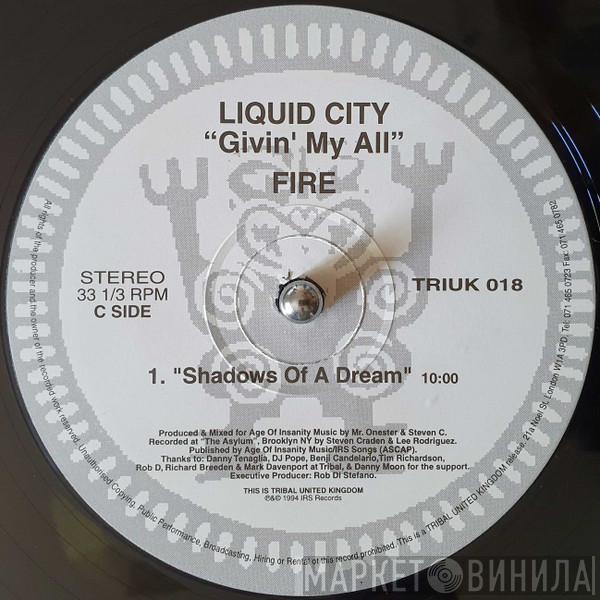 LIQUID CITY
“Givin' My All”
FIRE
STEREO
33 1/3 RPM
C SIDE
TRIUK 018
1. "Shadows Of A Dream" 10:00
Produced & Mixed for Age Of Insanity Music by Mr. Onester & Steven C.
Recorded at "The Asylum", Brooklyn NY by Steven Craden & Lee Rodriguez.
Published by Age Of Insanity Music/IRS Songs (ASCAP).
Thanks to: Danny Tenaglia, DJ Pope, Benji Candelario,Tim Richardson,
Rob D, Richard Breeden & Mark Davenport at Tribal, & Danny Moon for the support.
Executive Producer: Rob Di Stefano.
THIS IS TRIBAL UNITED KINGDOM
℗&© 1994 IRS Records
All rights of the producer and the owner of the recorded work reserved. Unauthorised Copying, Public Performance, Broadcasting, Hiring or Rental of this record prohibited. This is a TRIBAL UNITED KINGDOM release. 21a Noel St. London W1A 3PD. Tel: 071 465 0723 Fax: 071 465 0782
МАРКЕТ ВИНИЛА